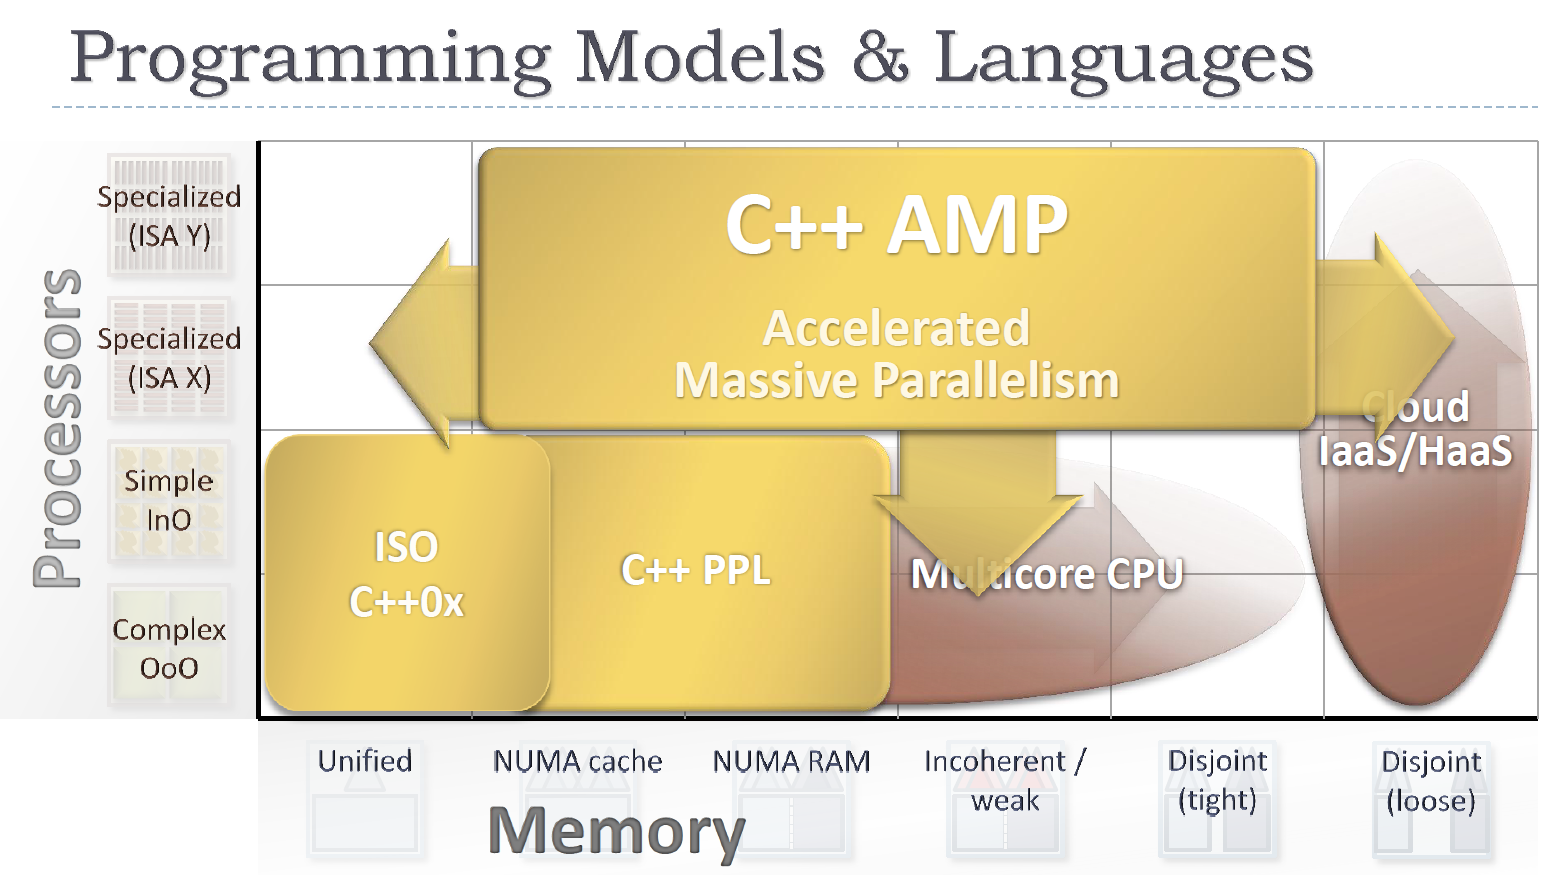 Programming Models & Languages
Processors
Specialized
(ISA Y)
Specialized
(ISA X)
Simple
InO
Complex
OoO
C++ AMP
Accelerated
Massive Parallelism
Cloud
IaaS/HaaS
ISO
C++0x
C++ PPL
Multicore CPU
Unified
NUMA cache
NUMA RAM
Incoherent /
weak
Disjoint
(tight)
Disjoint
(loose)
Memory